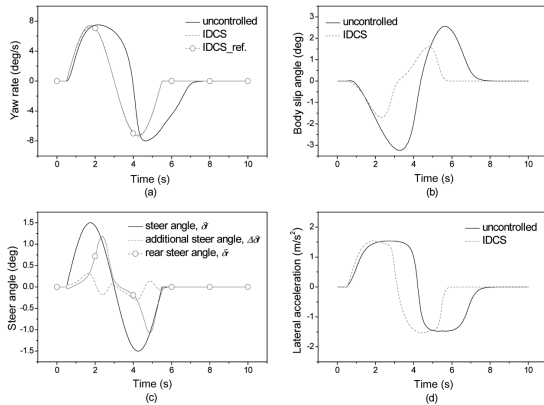 8
4
0
-4
-8
0 2 4 6 8 10
Yaw rate (deg/s)
Time (s)
(a)
uncontrolled
IDCS
IDCS_ref.
3
2
1
0
-1
-2
-3
0 2 4 6 8 10
Body slip angle (deg)
Time (s)
(b)
uncontrolled
IDCS
1.5
1.0
0.5
0.0
-0.5
-1.0
-1.5
0 2 4 6 8 10
Steer angle (deg)
Time (s)
(c)
steer angle, δf
additional steer angle, Δδf
rear steer angle, δr
2
1
0
-1
-2
0 2 4 6 8 10
Lateral acceleration (m/s²)
Time (s)
(d)
uncontrolled
IDCS